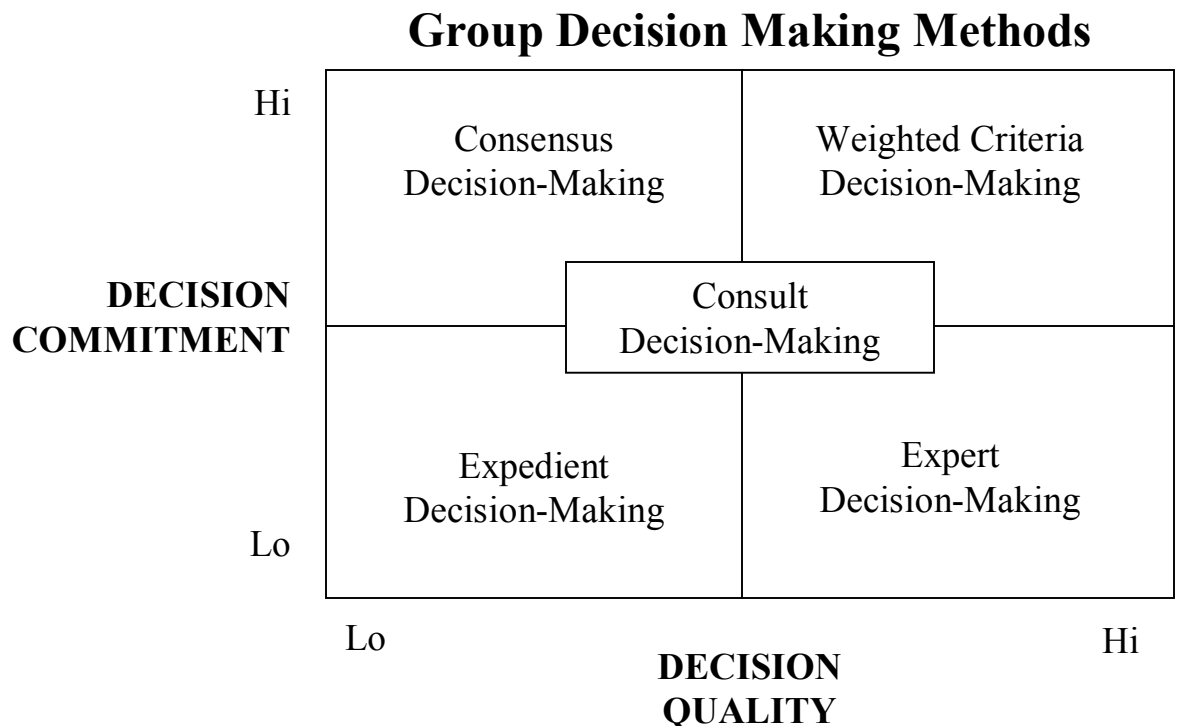 Group Decision Making Methods
Hi
Consensus
Decision-Making
Weighted Criteria
Decision-Making
DECISION
COMMITMENT
Consult
Decision-Making
Expedient
Decision-Making
Expert
Decision-Making
Lo
Lo
Hi
DECISION
QUALITY